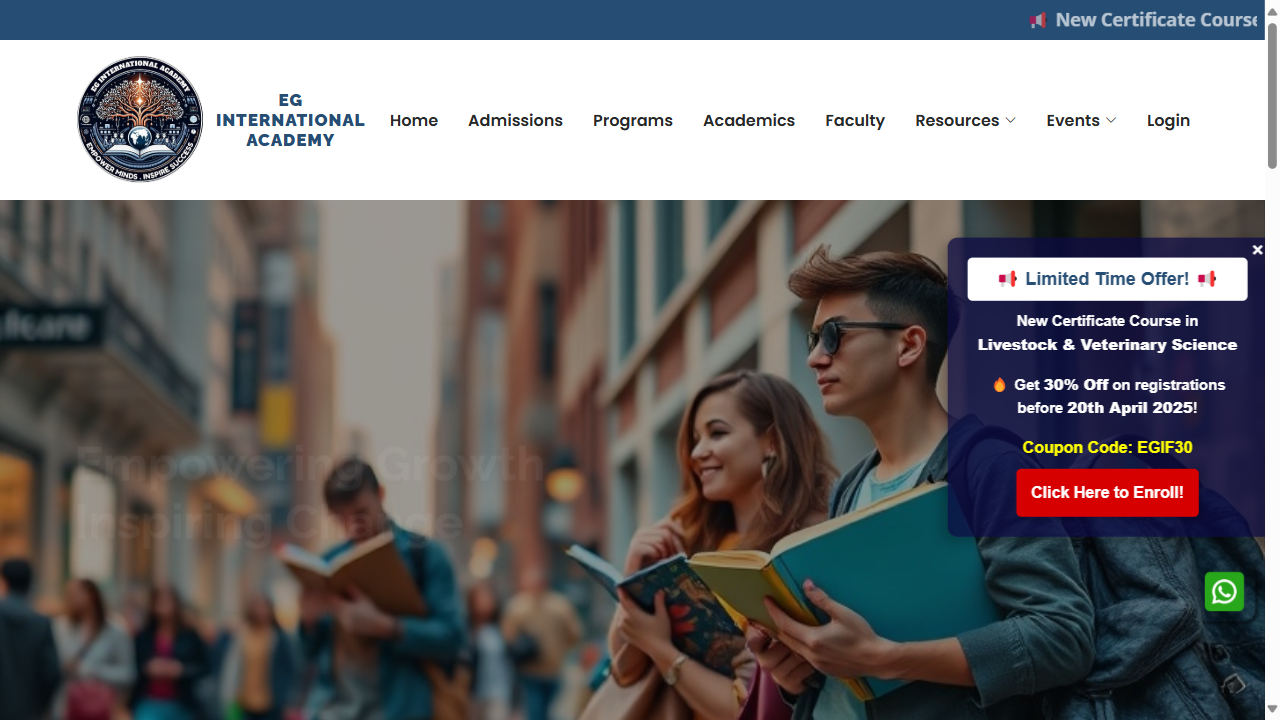 📢 New Certificate Course
EG INTERNATIONAL ACADEMY
EMPOWER MINDS . INSPIRE SUCCESS
EG
INTERNATIONAL
ACADEMY
Home
Admissions
Programs
Academics
Faculty
Resources
Events
Login
×
📢 Limited Time Offer! 📢
New Certificate Course in
Livestock & Veterinary Science
🔥 Get 30% Off on registrations
before 20th April 2025!
Coupon Code: EGIF30
Click Here to Enroll!
Empowering Growth
Inspiring Change